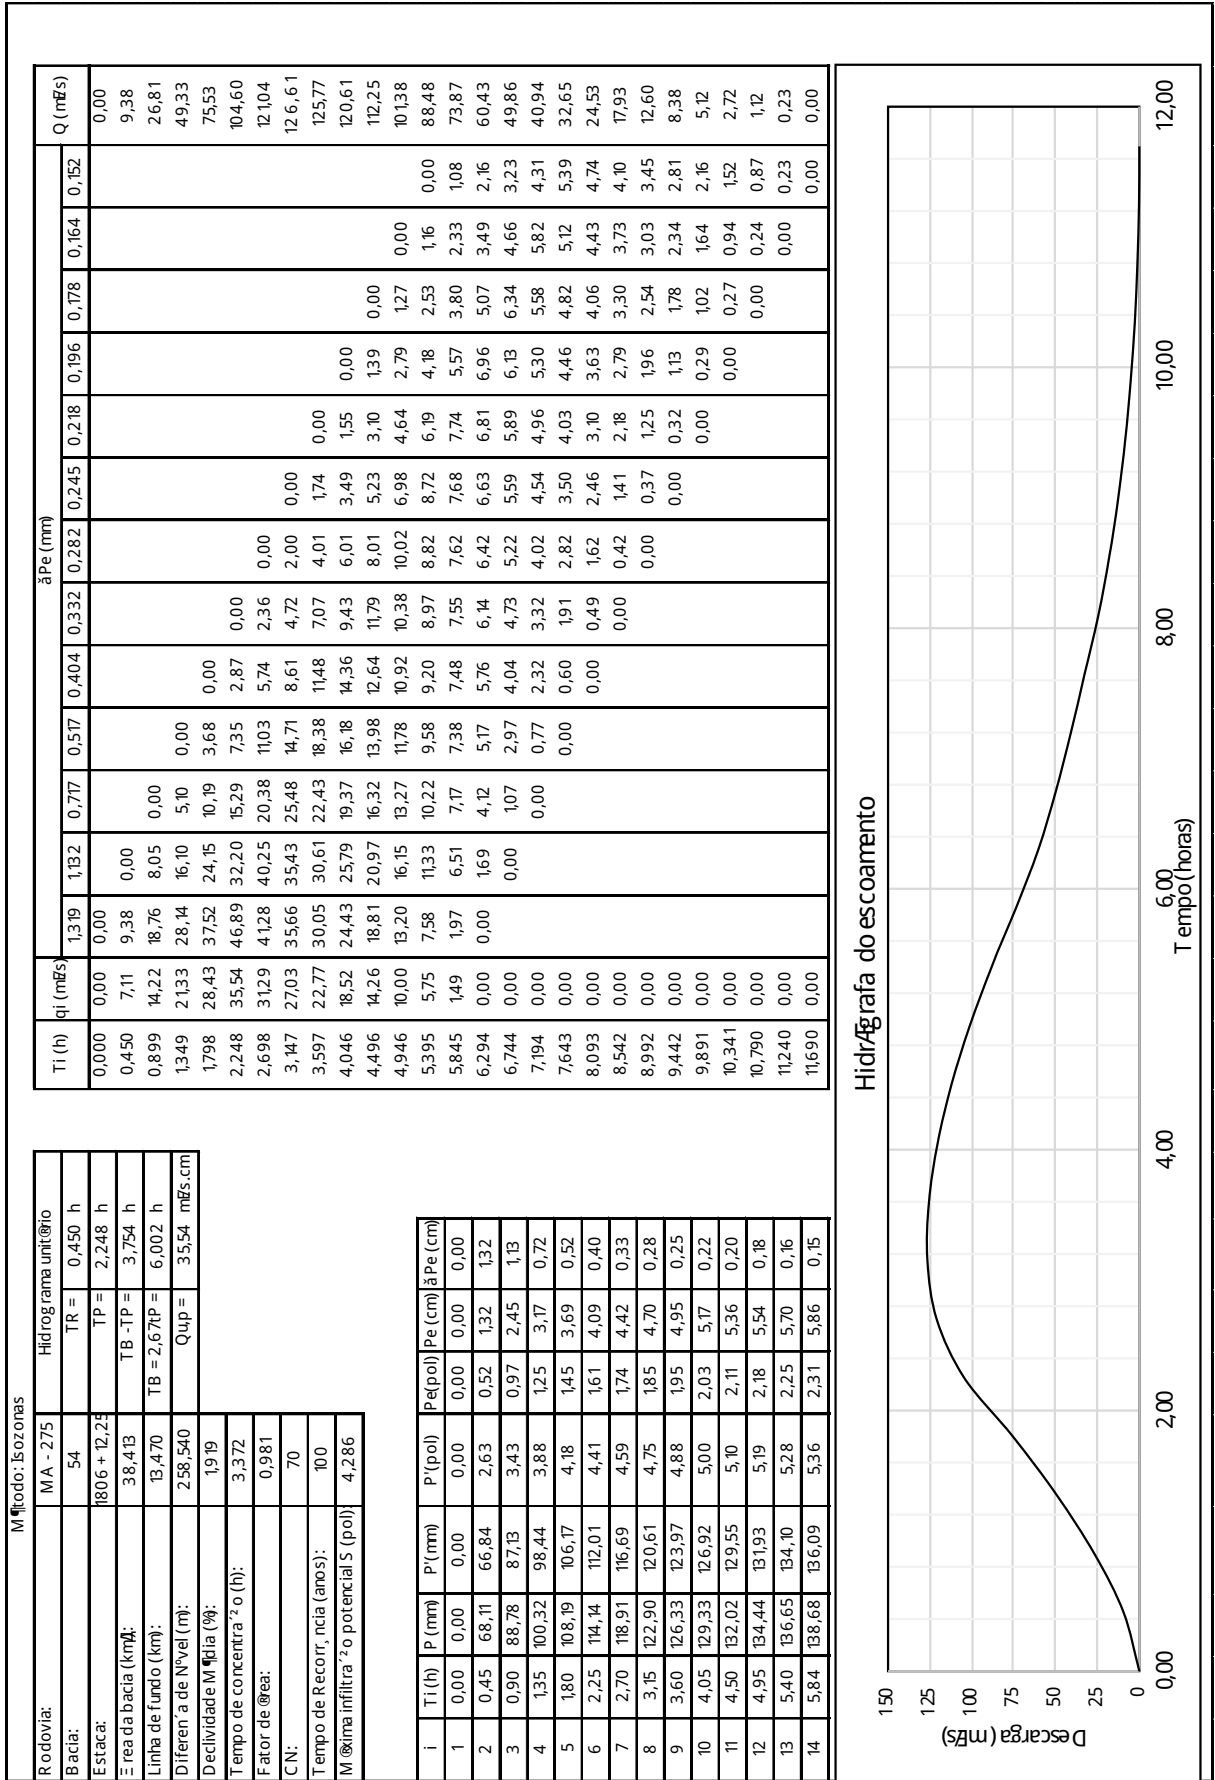 M¶todo: Isozonas
Rodovia: MA - 275 Hidrograma unit®rio
Bacia: 54 TR = 0,450 h
Estaca: 1806 + 12,25 TP = 2,248 h
Ξrea da bacia (km²): 38,413 TB - TP = 3,754 h
Linha de fundo (km): 13,470 TB = 2,67tP = 6,002 h
Diferen´a de Nºvel (m): 258,540 Qup = 35,54 mƐ/s.cm
Declividade M¶dia (%): 1,919
Tempo de concentra´²o (h): 3,372
Fator de ®rea: 0,981
CN: 70
Tempo de Recorr¸ncia (anos): 100
M®xima infiltra´²o potencial S (pol): 4,286
i Ti (h) P (mm) P'(mm) P'(pol) Pe(pol) Pe (cm) ăPe (cm)
1 0,00 0,00 0,00 0,00 0,00 0,00 0,00
2 0,45 68,11 66,84 2,63 0,52 1,32 1,32
3 0,90 88,78 87,13 3,43 0,97 2,45 1,13
4 1,35 100,32 98,44 3,88 1,25 3,17 0,72
5 1,80 108,19 106,17 4,18 1,45 3,69 0,52
6 2,25 114,14 112,01 4,41 1,61 4,09 0,40
7 2,70 118,91 116,69 4,59 1,74 4,42 0,33
8 3,15 122,90 120,61 4,75 1,85 4,70 0,28
9 3,60 126,33 123,97 4,88 1,95 4,95 0,25
10 4,05 129,33 126,92 5,00 2,03 5,17 0,22
11 4,50 132,02 129,55 5,10 2,11 5,36 0,20
12 4,95 134,44 131,93 5,19 2,18 5,54 0,18
13 5,40 136,65 134,10 5,28 2,25 5,70 0,16
14 5,84 138,68 136,09 5,36 2,31 5,86 0,15
Ti (h) qi (mƐ/s) ăPe (mm) Q (mƐ/s)
1,319 1,132 0,717 0,517 0,404 0,332 0,282 0,245 0,218 0,196 0,178 0,164 0,152
0,000 0,00 0,00 0,00
0,450 7,11 9,38 0,00 9,38
0,899 14,22 18,76 8,05 0,00 26,81
1,349 21,33 28,14 16,10 5,10 0,00 49,33
1,798 28,43 37,52 24,15 10,19 3,68 0,00 75,53
2,248 35,54 46,89 32,20 15,29 7,35 2,87 0,00 104,60
2,698 31,29 41,28 40,25 20,38 11,03 5,74 2,36 0,00 121,04
3,147 27,03 35,66 35,43 25,48 14,71 8,61 4,72 2,00 0,00 126,61
3,597 22,77 30,05 30,61 22,43 18,38 11,48 7,07 4,01 1,74 0,00 125,77
4,046 18,52 24,43 25,79 19,37 16,18 14,36 9,43 6,01 3,49 1,55 0,00 120,61
4,496 14,26 18,81 20,97 16,32 13,98 12,64 11,79 8,01 5,23 3,10 1,39 0,00 112,25
4,946 10,00 13,20 16,15 13,27 11,78 10,92 10,38 10,02 6,98 4,64 2,79 1,27 0,00 101,38
5,395 5,75 7,58 11,33 10,22 9,58 9,20 8,97 8,82 8,72 6,19 4,18 2,53 1,16 0,00 88,48
5,845 1,49 1,97 6,51 7,17 7,38 7,48 7,55 7,62 7,68 7,74 5,57 3,80 2,33 1,08 73,87
6,294 0,00 0,00 1,69 4,12 5,17 5,76 6,14 6,42 6,63 6,81 6,96 5,07 3,49 2,16 60,43
6,744 0,00 0,00 1,07 2,97 4,04 4,73 5,22 5,59 5,89 6,13 6,34 4,66 3,23 49,86
7,194 0,00 0,00 0,77 2,32 3,32 4,02 4,54 4,96 5,30 5,58 5,82 4,31 40,94
7,643 0,00 0,00 0,60 1,91 2,82 3,50 4,03 4,46 4,82 5,12 5,39 32,65
8,093 0,00 0,00 0,49 1,62 2,46 3,10 3,63 4,06 4,43 4,74 24,53
8,542 0,00 0,00 0,42 1,41 2,18 2,79 3,30 3,73 4,10 17,93
8,992 0,00 0,00 0,37 1,25 1,96 2,54 3,03 3,45 12,60
9,442 0,00 0,00 0,32 1,13 1,78 2,34 2,81 8,38
9,891 0,00 0,00 0,29 1,02 1,64 2,16 5,12
10,341 0,00 0,00 0,27 0,94 1,52 2,72
10,790 0,00 0,00 0,24 0,87 1,12
11,240 0,00 0,00 0,23 0,23
11,690 0,00 0,00 0,00
HidrÆgrafa do escoamento
150
125
100
75
50
25
0
Descarga (mƐ/s)
0,00 2,00 4,00 6,00 8,00 10,00 12,00
Tempo (horas)